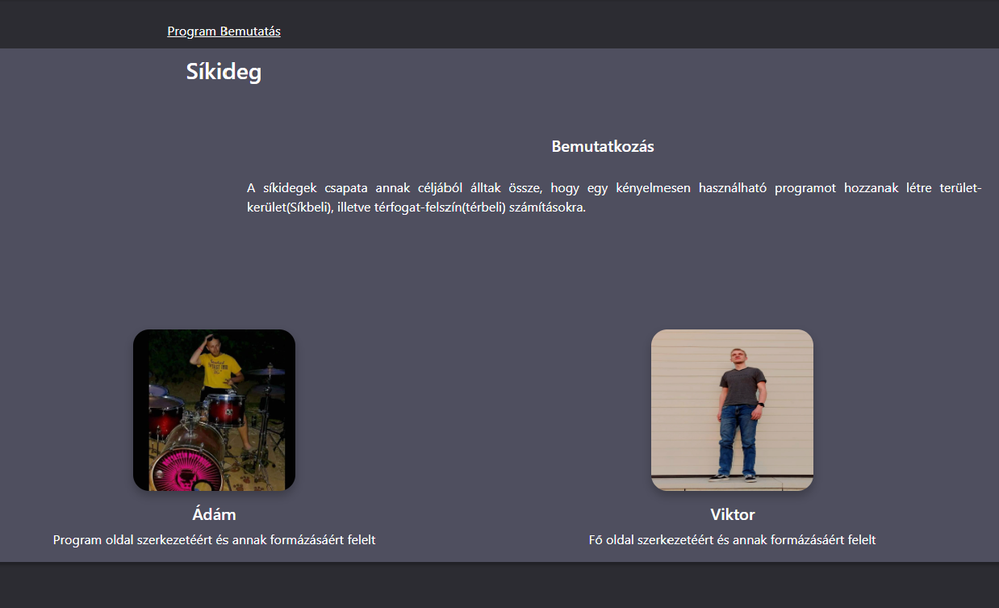 Program Bemutatás
Síkideg
Bemutatkozás
A síkidegek csapata annak céljából álltak össze, hogy egy kényelmesen használható programot hozzanak létre terület-
kerület(Síkbeli), illetve térfogat-felszín(térbeli) számításokra.
Ádám
Program oldal szerkezetéért és annak formázásáért felelt
Viktor
Fő oldal szerkezetéért és annak formázásáért felelt